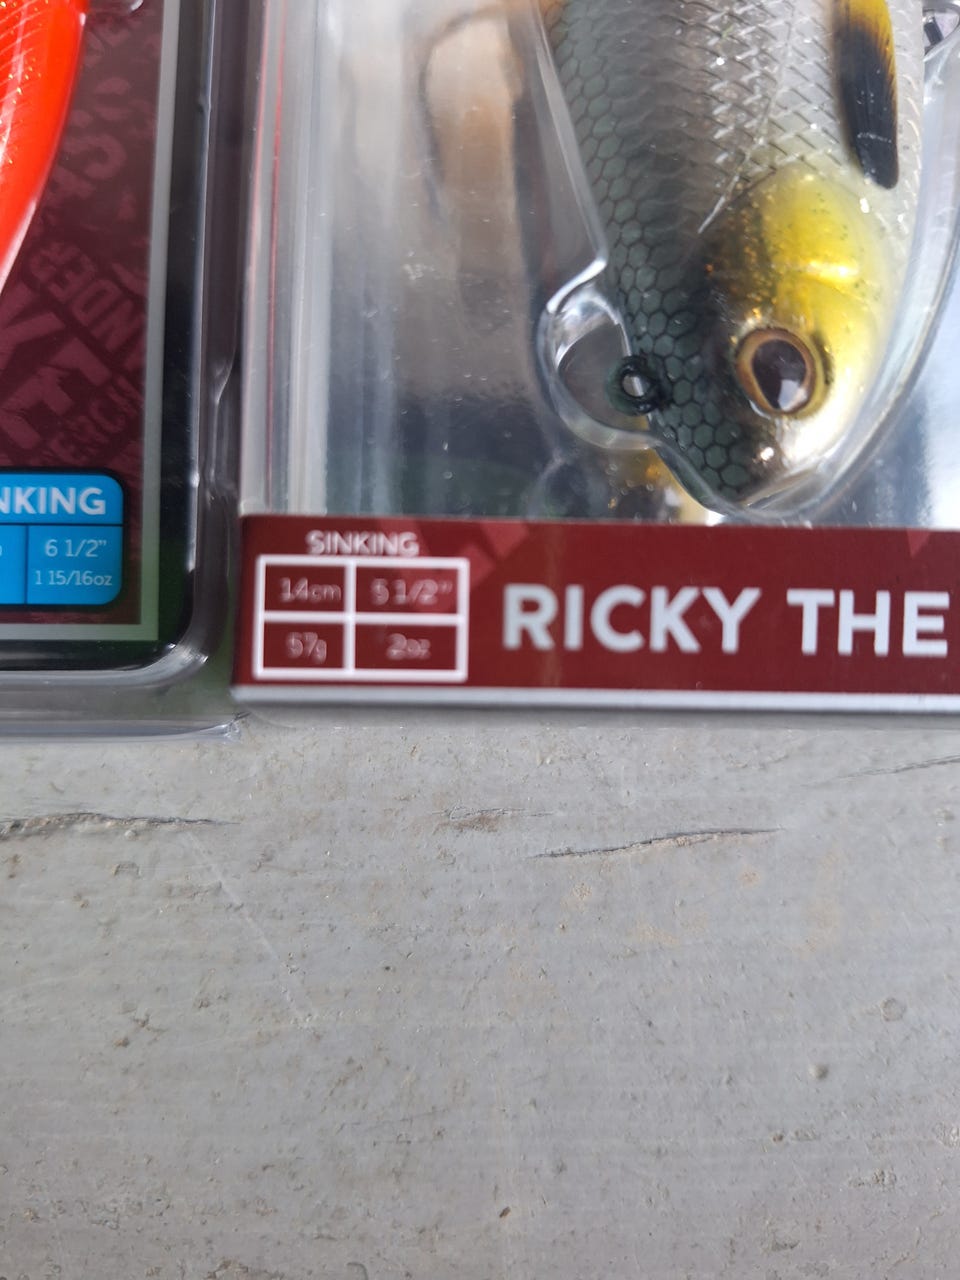 NKING
6 1/2"
1 15/16oz
SINKING
14cm 5 1/2"
57g 2oz
RICKY THE